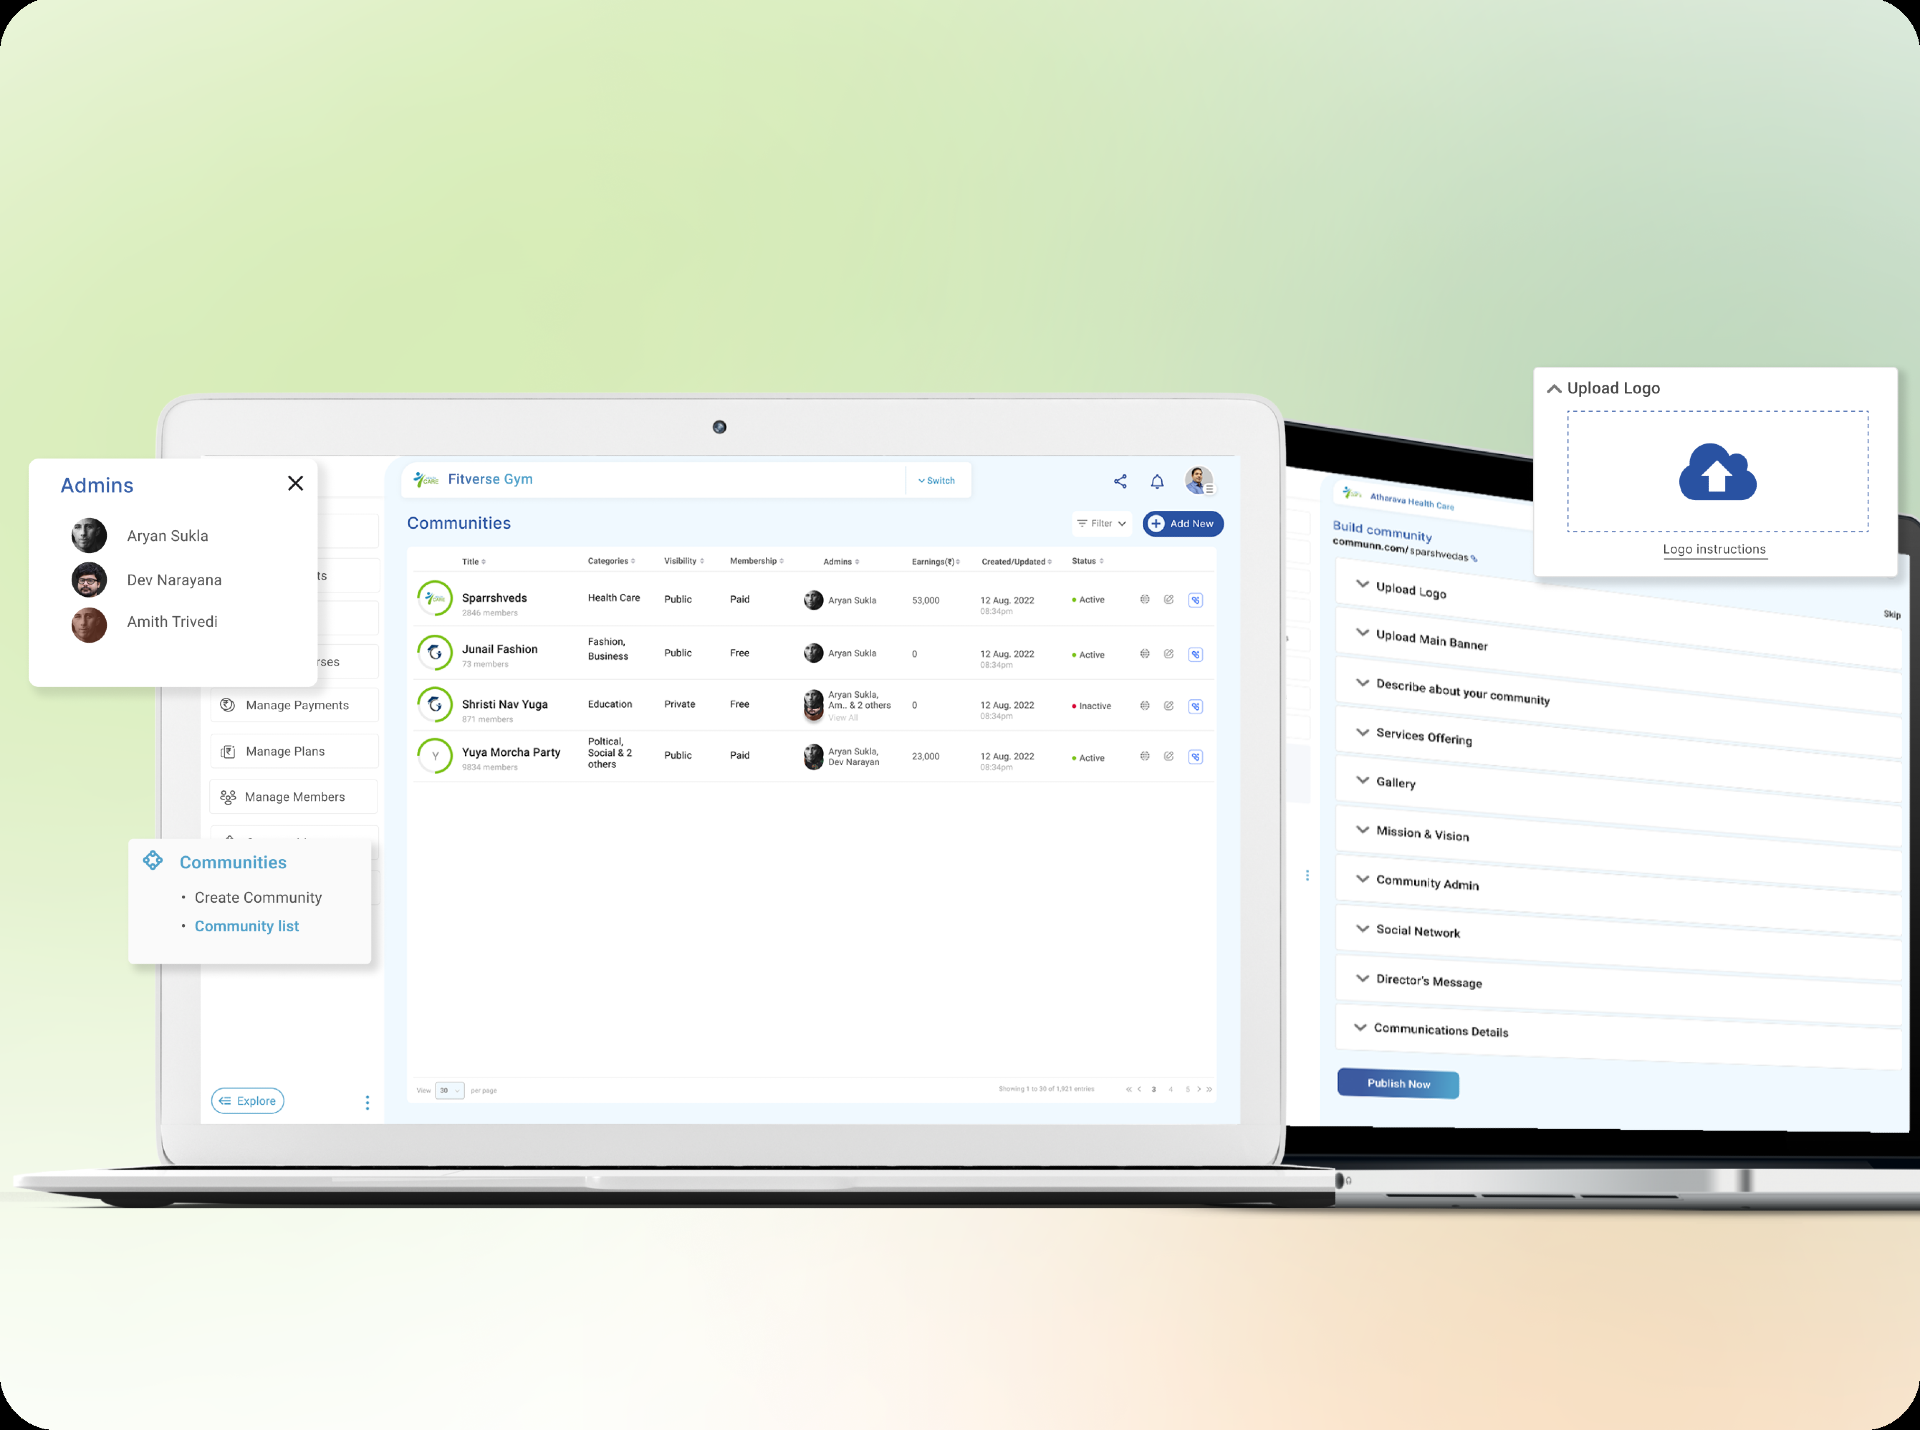 Admins
Aryan Sukla
Dev Narayana
Amith Trivedi
ts
rses
Manage Payments
Manage Plans
Manage Members
Communities
• Create Community
• Community list
Explore
CARE
Fitverse Gym
Switch
Communities
Filter
Add New
Title Categories Visibility Membership Admins Earnings(₹) Created/Updated Status
Sparrshveds
2846 members
Health Care
Public
Paid
Aryan Sukla
53,000
12 Aug. 2022
08:34pm
Active
Junail Fashion
73 members
Fashion,
Business
Public
Free
Aryan Sukla
0
12 Aug. 2022
08:34pm
Active
Shristi Nav Yuga
871 members
Education
Private
Free
Aryan Sukla,
Am.. & 2 others
View All
0
12 Aug. 2022
08:34pm
Inactive
Y
Yuya Morcha Party
9834 members
Poltical,
Social & 2
others
Public
Paid
Aryan Sukla,
Dev Narayan
23,000
12 Aug. 2022
08:34pm
Active
View 30 per page
Showing 1 to 30 of 1,921 entries
« < 3 4 5 > »
Upload Logo
Logo instructions
Atharava Health Care
Build community
communn.com/sparshvedas
Skip
Upload Logo
Upload Main Banner
Describe about your community
Services Offering
Gallery
Mission & Vision
Community Admin
Social Network
Director's Message
Communications Details
Publish Now